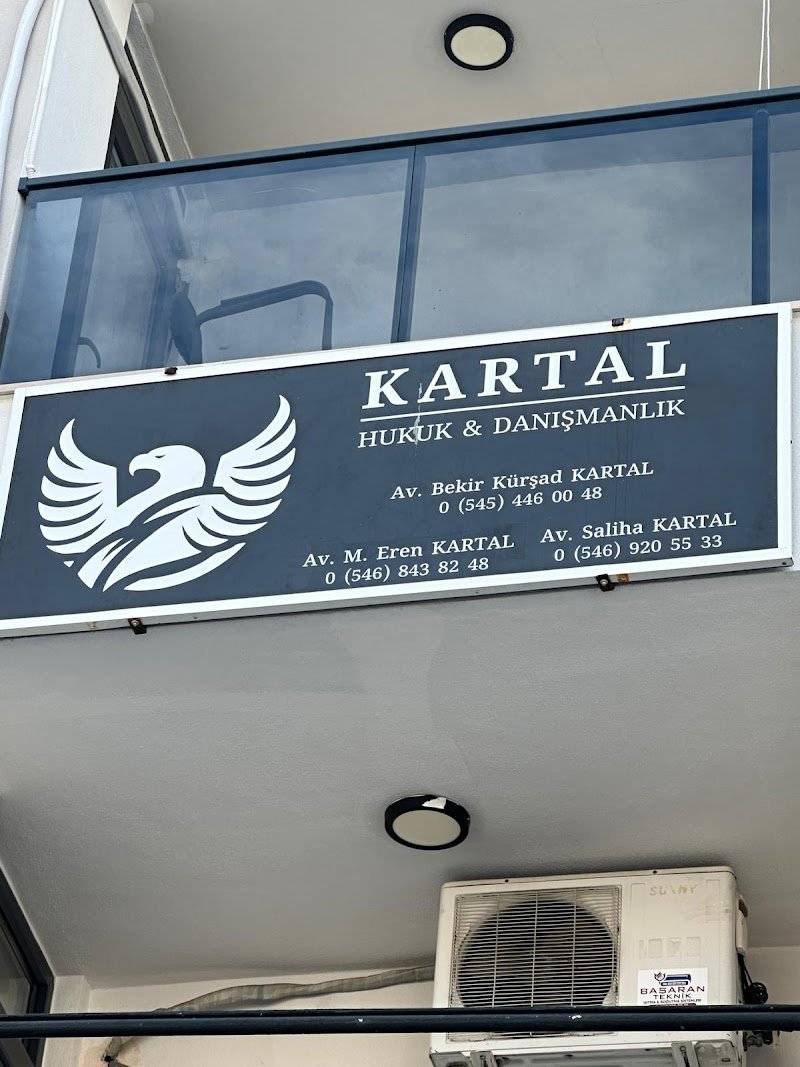 KARTAL
HUKUK & DANIŞMANLIK
Av. Bekir Kürşad KARTAL
0 (545) 446 00 48
Av. M. Eren KARTAL
0 (546) 843 82 48
Av. Saliha KARTAL
0 (546) 920 55 33
BAŞARAN
TEKNİK